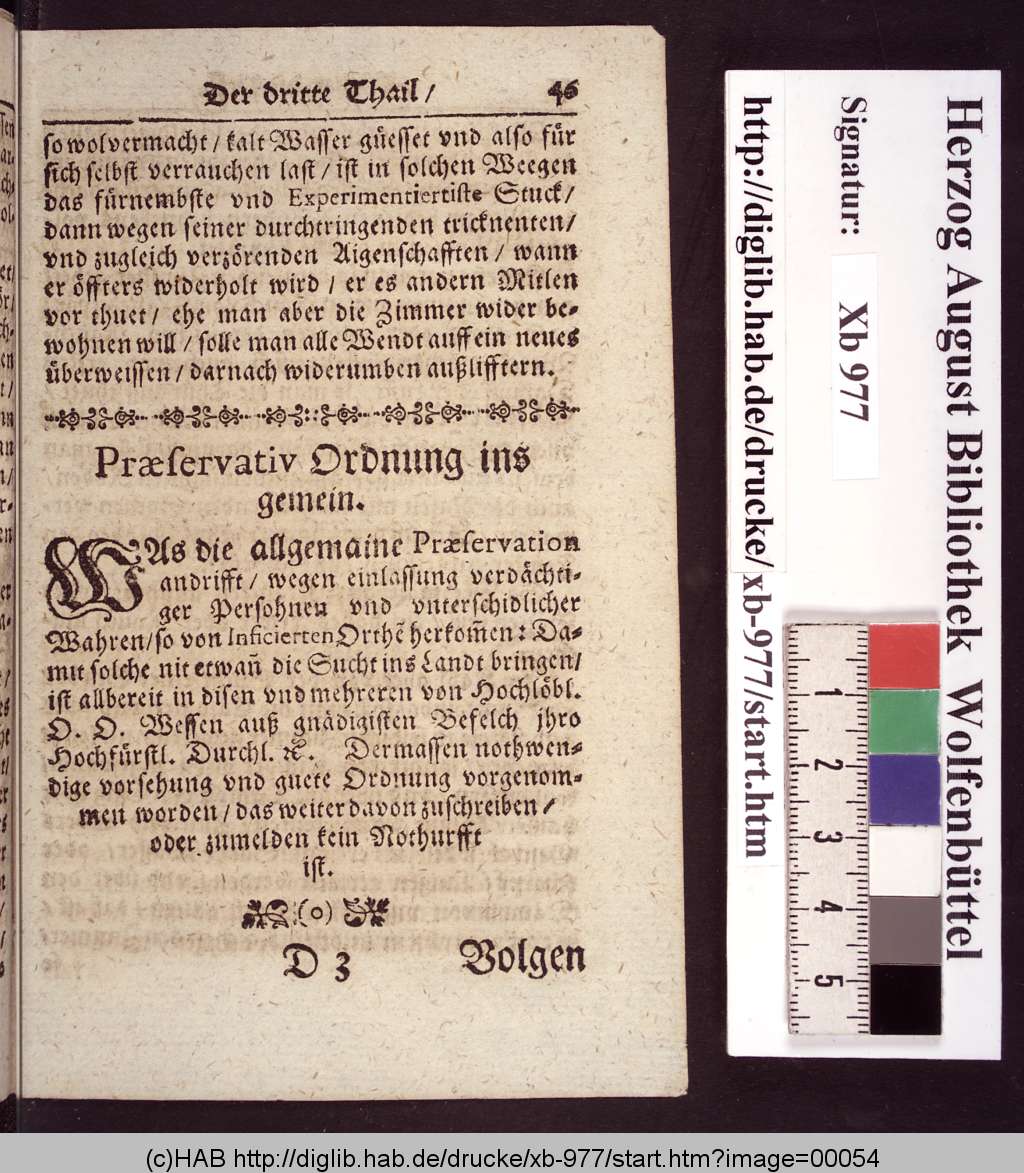 Der dritte Thail / 46
so wolvermacht / kalt Wasser güesset vnd also für
sich selbst verrauchen last / ist in solchen Weegen
das fürnembste vnd Experimentiertiste Stuck /
dann wegen seiner durchtringenden tricknenten /
vnd zugleich verzörenden Aigenschafften / wann
er öffters widerholt wird / er es andern Mitlen
vor thuet / ehe man aber die Zimmer wider be-
wohnen will / solle man alle Wendt auff ein neues
überweissen / darnach widerumben außlifftern.
Præservativ Ordnung ins
gemein.
WAs die allgemaine Præservation
andrifft / wegen einlassung verdächti-
ger Persohnen vnd vnterschidlicher
Wahren / so von Inficierten Orthē herkom̄en: Da-
mit solche nit etwan̄ die Sucht ins Landt bringen /
ist allbereit in disen vnd mehreren von Hochlöbl.
O. O. Wessen auß gnädigisten Befelch jhro
Hochfürstl. Durchl. ꝛc. Dermassen nothwen-
dige vorsehung vnd guete Ordnung vorgenom-
men worden / das weiter davon zuschreiben /
oder zumelden kein Nothurfft
ist.
D 3 Volgen
Herzog August Bibliothek Wolfenbüttel
Signatur: Xb 977
http://diglib.hab.de/drucke/xb-977/start.htm
1
2
3
4
5
(c)HAB http://diglib.hab.de/drucke/xb-977/start.htm?image=00054